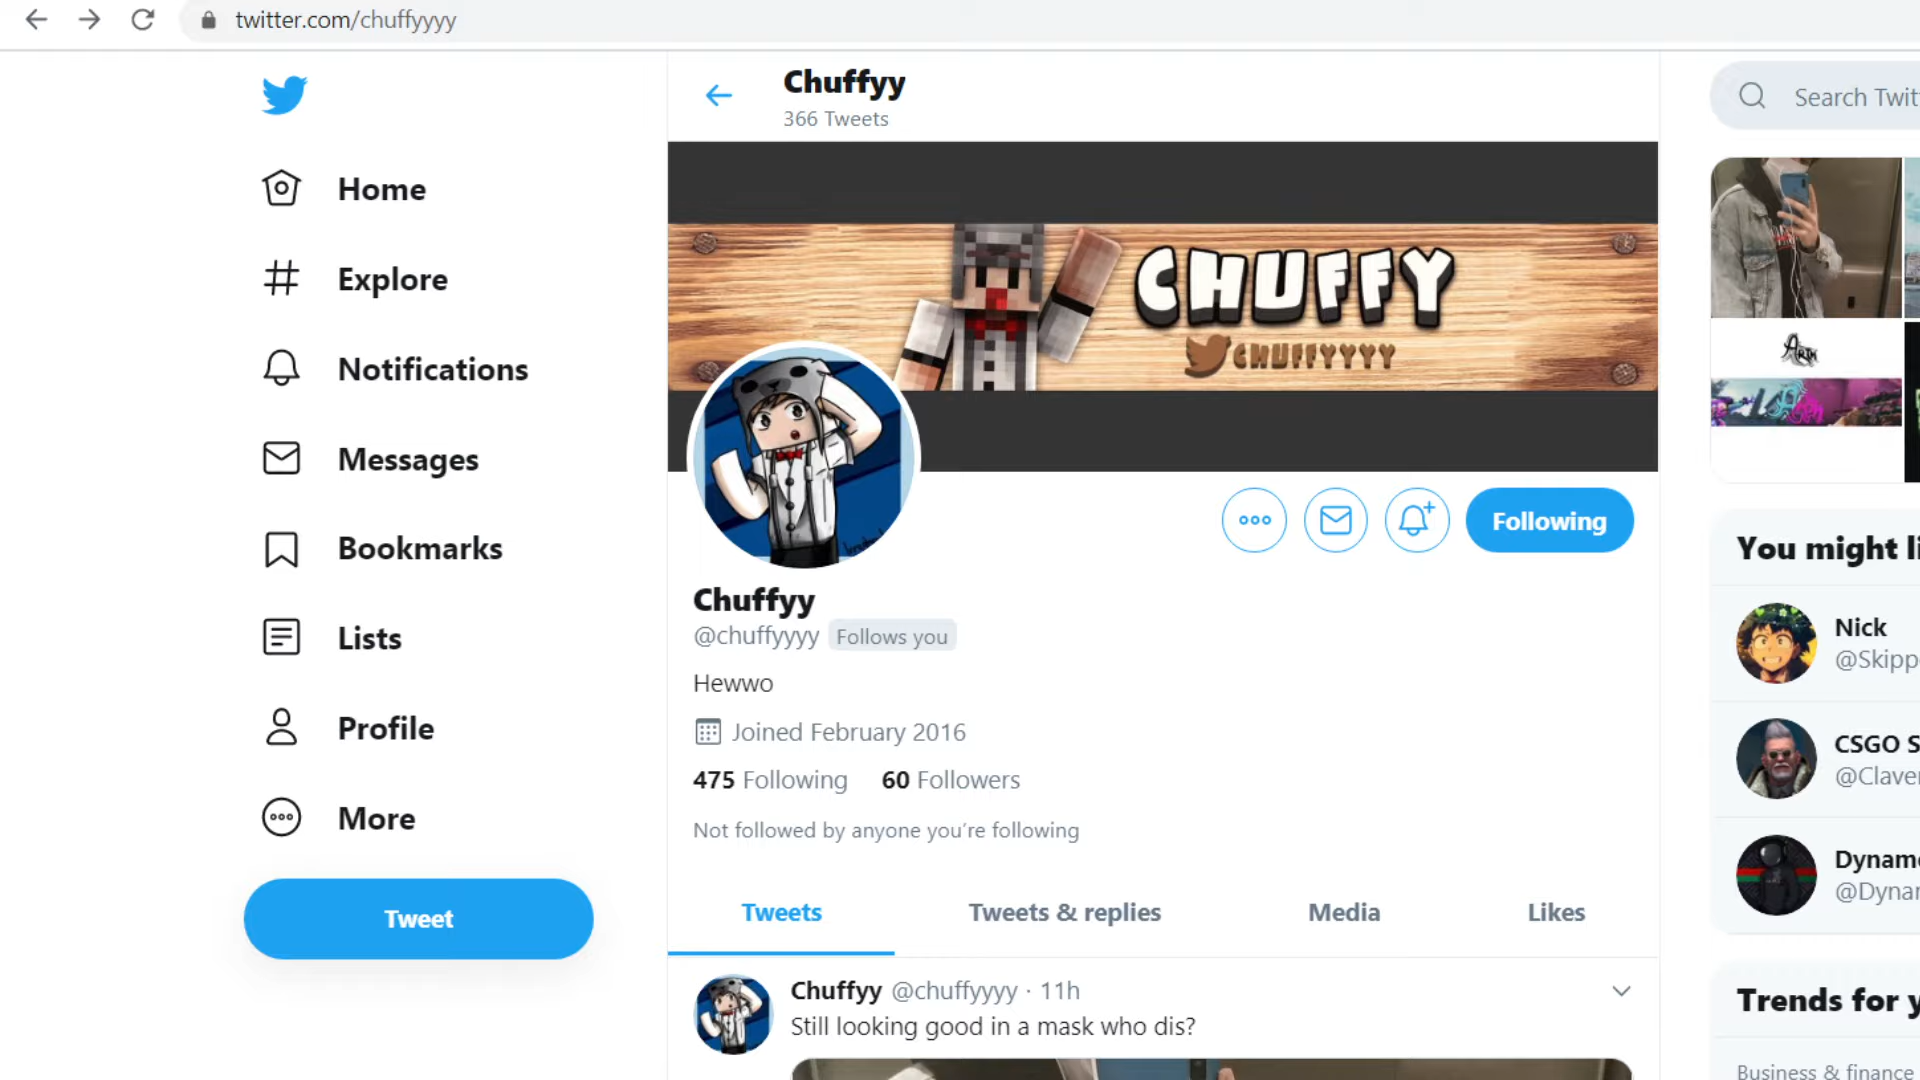 twitter.com/chuffyyyy
Chuffyy
366 Tweets
Search Twit
Home
Explore
Notifications
Messages
Bookmarks
Lists
Profile
More
Tweet
CHUFFY
CHUFFYYYY
Following
Chuffyy
@chuffyyyy Follows you
Hewwo
Joined February 2016
475 Following 60 Followers
Not followed by anyone you're following
Tweets Tweets & replies Media Likes
Chuffyy @chuffyyyy · 11h
Still looking good in a mask who dis?
You might li
Nick
@Skipp
CSGO S
@Claver
Dyname
@Dynar
Trends for y
Business & finance